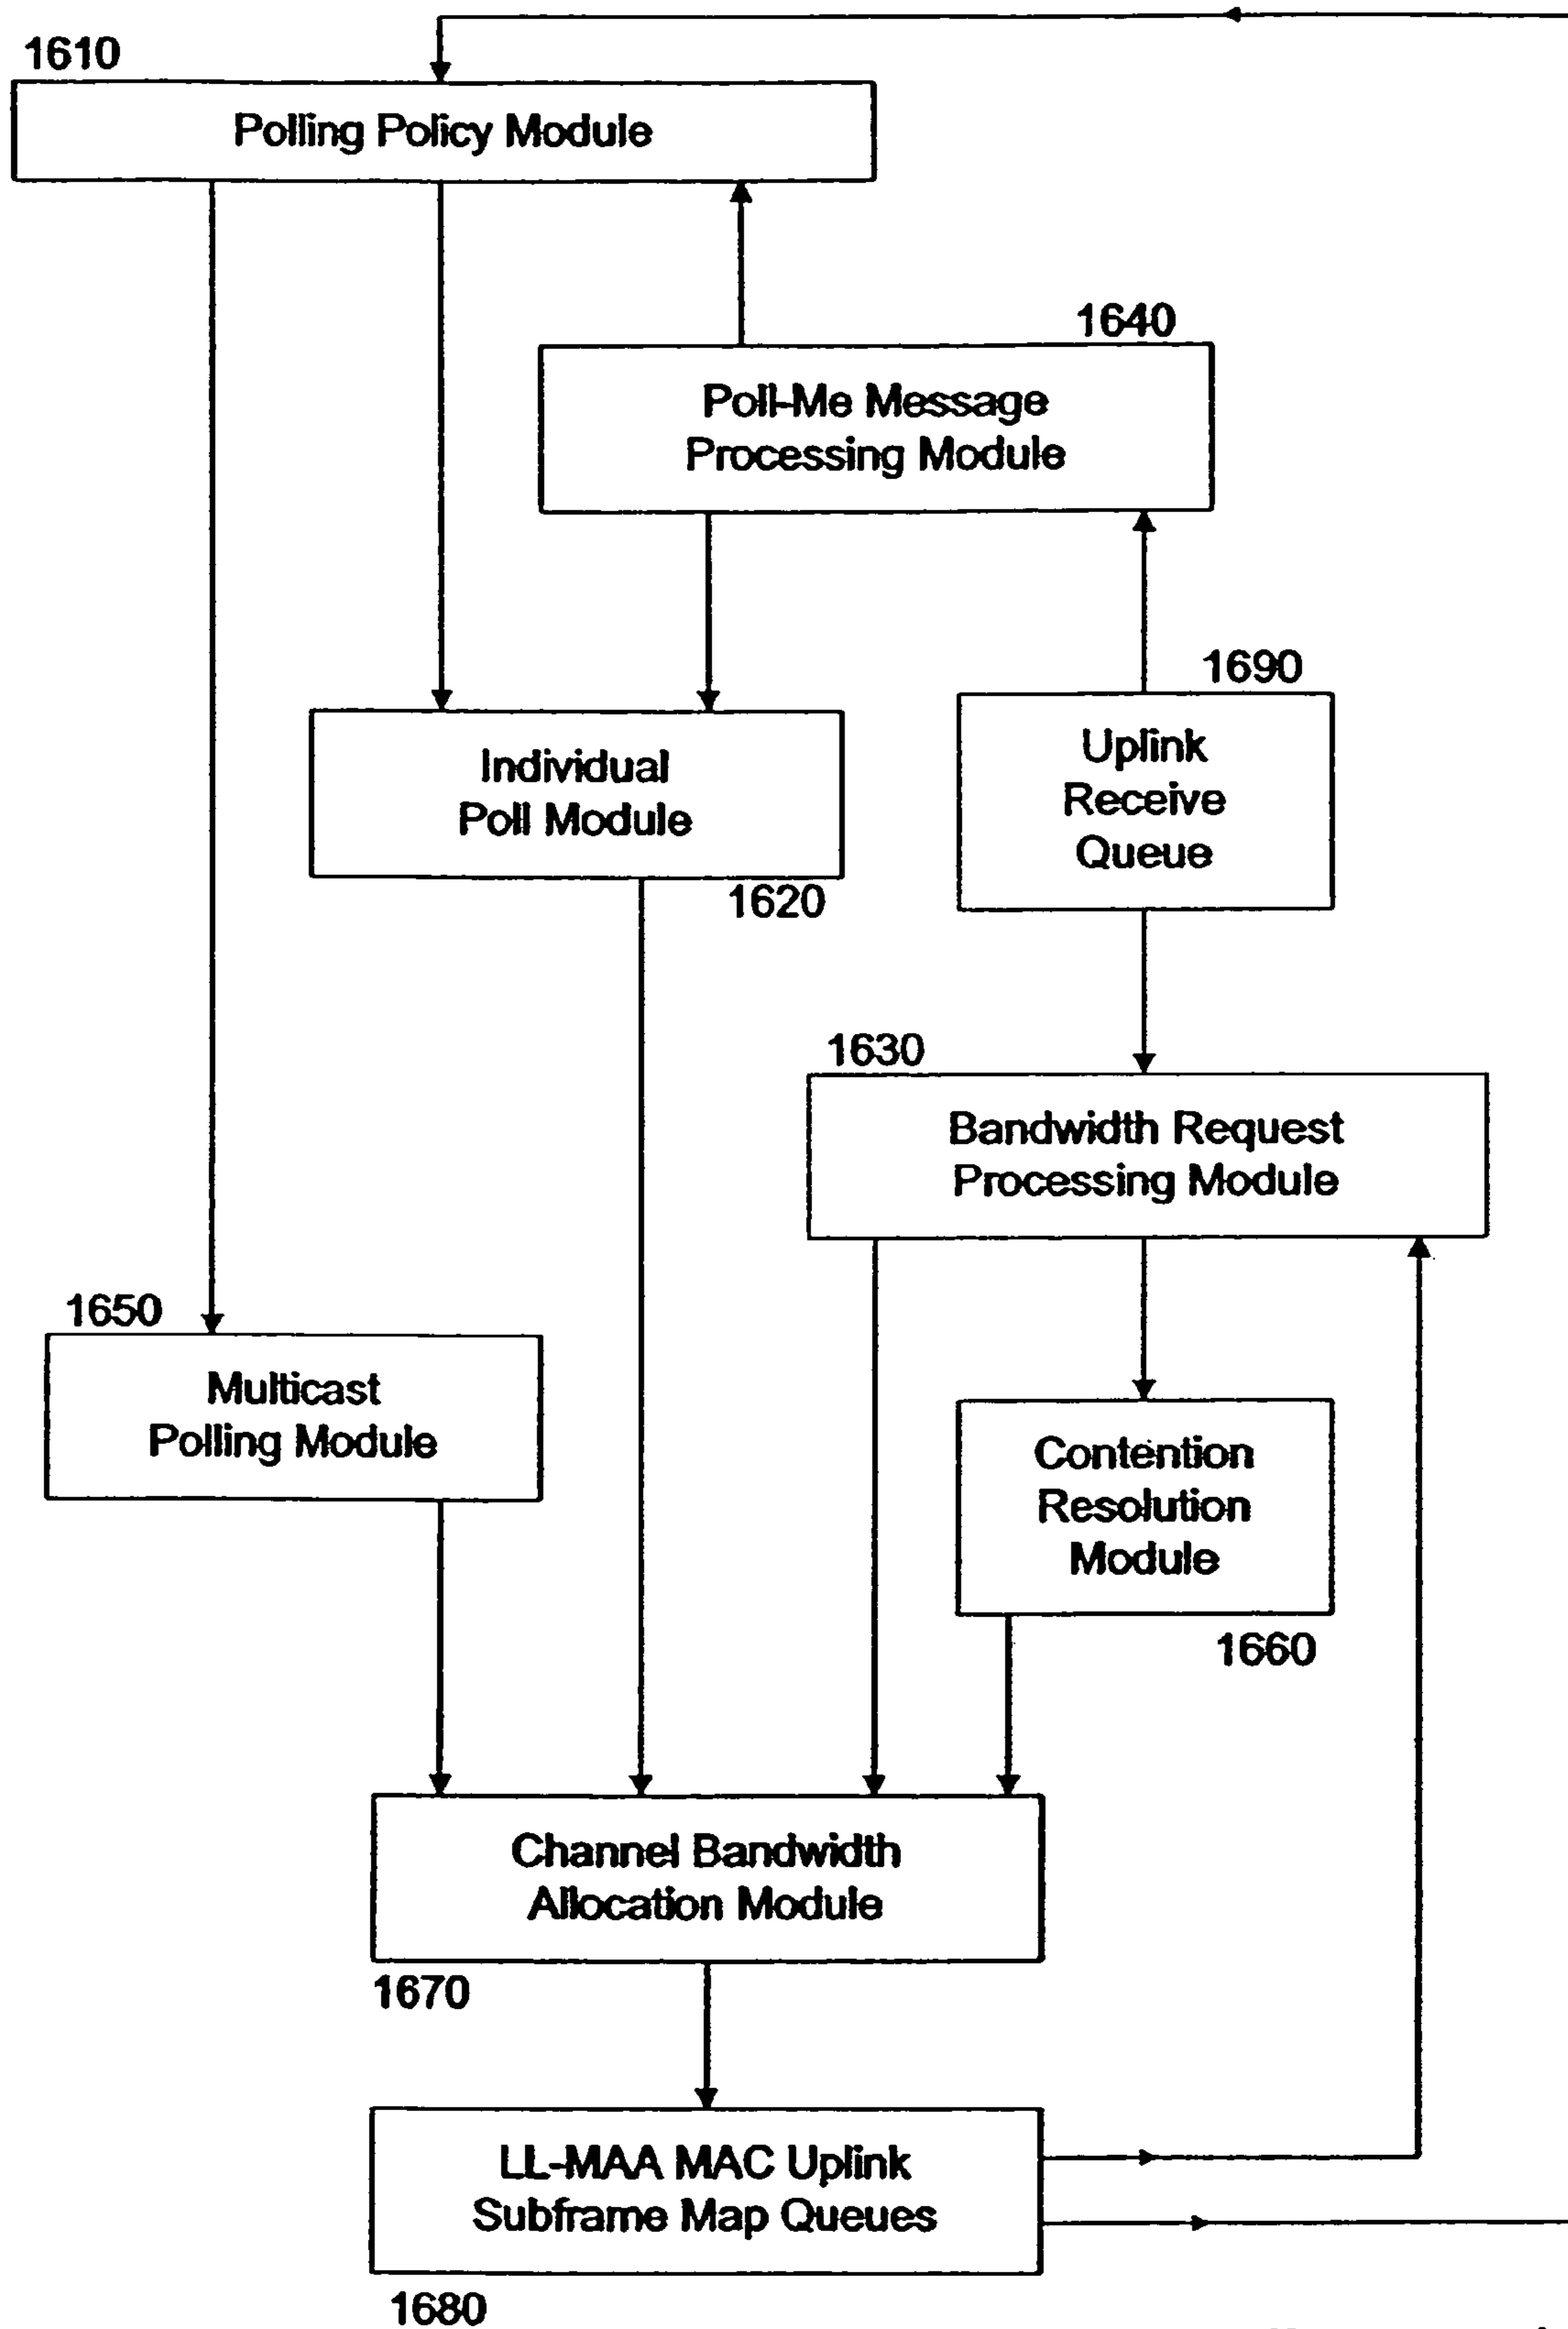 1610
Polling Policy Module
1640
Poll-Me Message
Processing Module
1690
Uplink
Receive
Queue
Individual
Poll Module
1620
1630
Bandwidth Request
Processing Module
1650
Multicast
Polling Module
Contention
Resolution
Module
1660
Channel Bandwidth
Allocation Module
1670
LL-MAA MAC Uplink
Subframe Map Queues
1680